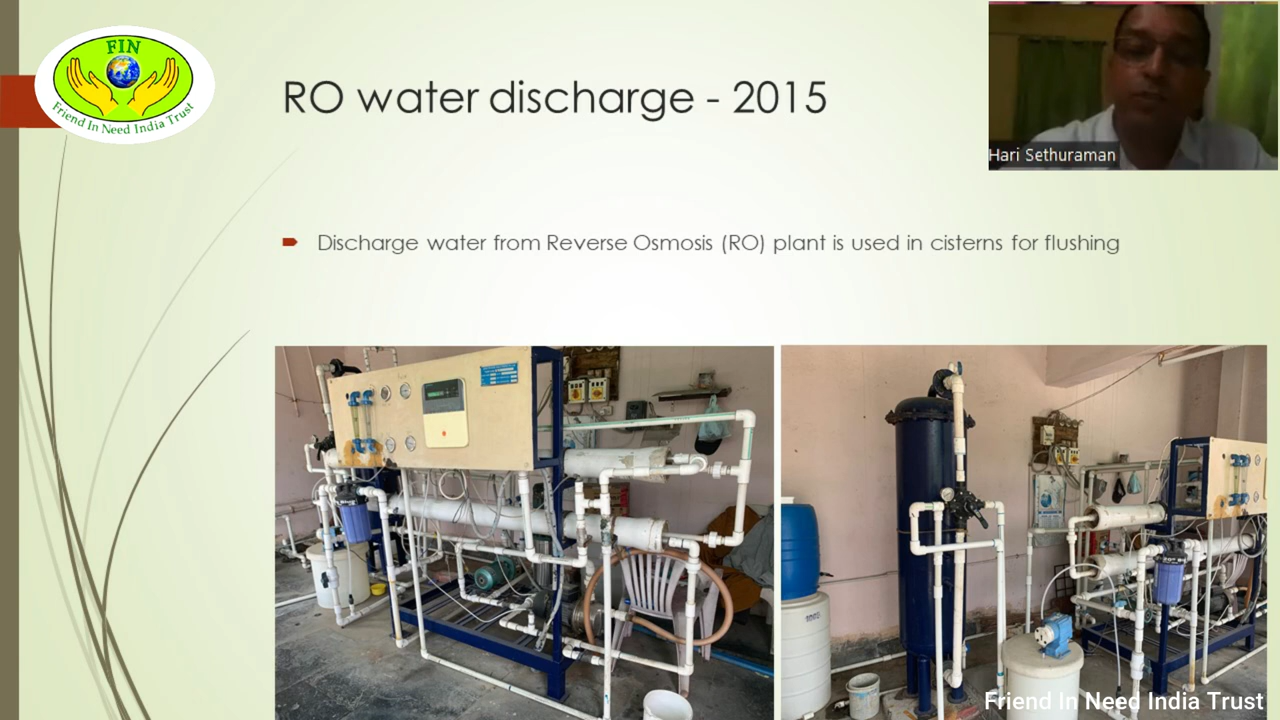 FIN
Friend In Need India Trust
RO water discharge - 2015
Hari Sethuraman
Discharge water from Reverse Osmosis (RO) plant is used in cisterns for flushing
Friend In Need India Trust